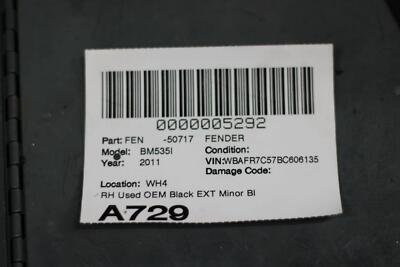 0000005292
Part: FEN -50717 FENDER
Model: BM535I Condition:
Year: 2011 VIN:WBAFR7C57BC606135
Damage Code:
Location: WH4
RH Used OEM Black EXT Minor Bl
A729